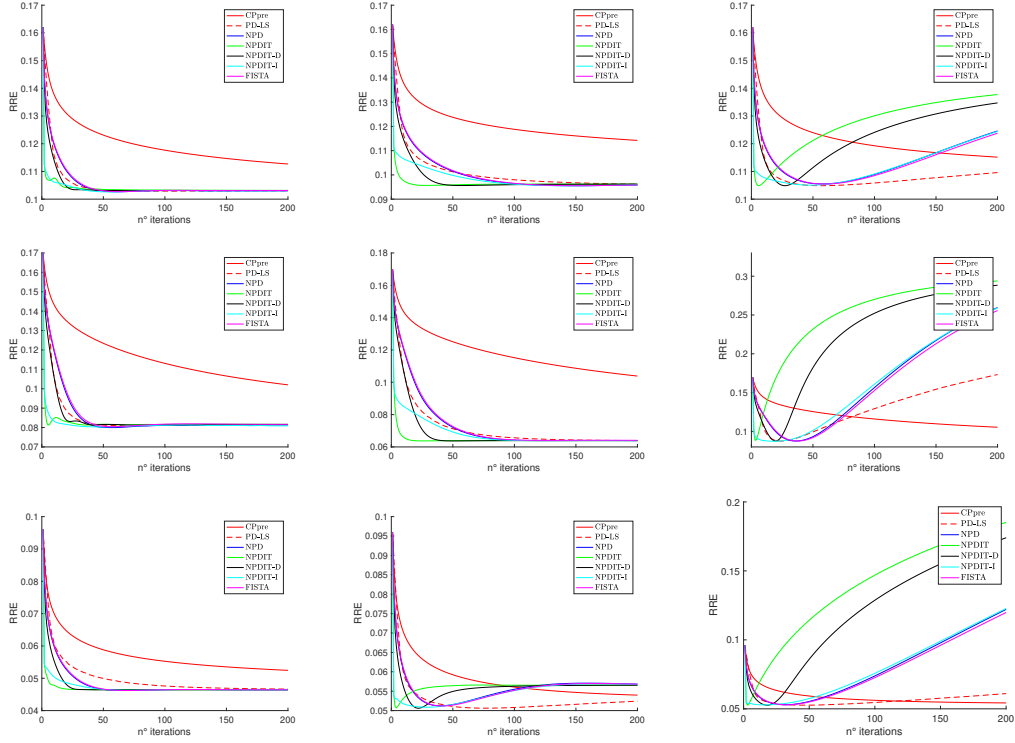 0.17
0.16
0.15
0.14
0.13
0.12
0.11
0.1
RRE
CPpre
PD-LS
NPD
NPDIT
NPDIT-D
NPDIT-I
FISTA
0 50 100 150 200
n° iterations
0.17
0.16
0.15
0.14
0.13
0.12
0.11
0.1
0.09
RRE
CPpre
PD-LS
NPD
NPDIT
NPDIT-D
NPDIT-I
FISTA
0 50 100 150 200
n° iterations
0.17
0.16
0.15
0.14
0.13
0.12
0.11
0.1
RRE
CPpre
PD-LS
NPD
NPDIT
NPDIT-D
NPDIT-I
FISTA
0 50 100 150 200
n° iterations
0.17
0.16
0.15
0.14
0.13
0.12
0.11
0.1
0.09
0.08
0.07
RRE
CPpre
PD-LS
NPD
NPDIT
NPDIT-D
NPDIT-I
FISTA
0 50 100 150 200
n° iterations
0.18
0.16
0.14
0.12
0.1
0.08
0.06
RRE
CPpre
PD-LS
NPD
NPDIT
NPDIT-D
NPDIT-I
FISTA
0 50 100 150 200
n° iterations
0.3
0.25
0.2
0.15
0.1
RRE
CPpre
PD-LS
NPD
NPDIT
NPDIT-D
NPDIT-I
FISTA
0 50 100 150 200
n° iterations
0.1
0.09
0.08
0.07
0.06
0.05
0.04
RRE
CPpre
PD-LS
NPD
NPDIT
NPDIT-D
NPDIT-I
FISTA
0 50 100 150 200
n° iterations
0.1
0.095
0.09
0.085
0.08
0.075
0.07
0.065
0.06
0.055
0.05
RRE
CPpre
PD-LS
NPD
NPDIT
NPDIT-D
NPDIT-I
FISTA
0 50 100 150 200
n° iterations
0.2
0.15
0.1
0.05
RRE
CPpre
PD-LS
NPD
NPDIT
NPDIT-D
NPDIT-I
FISTA
0 50 100 150 200
n° iterations